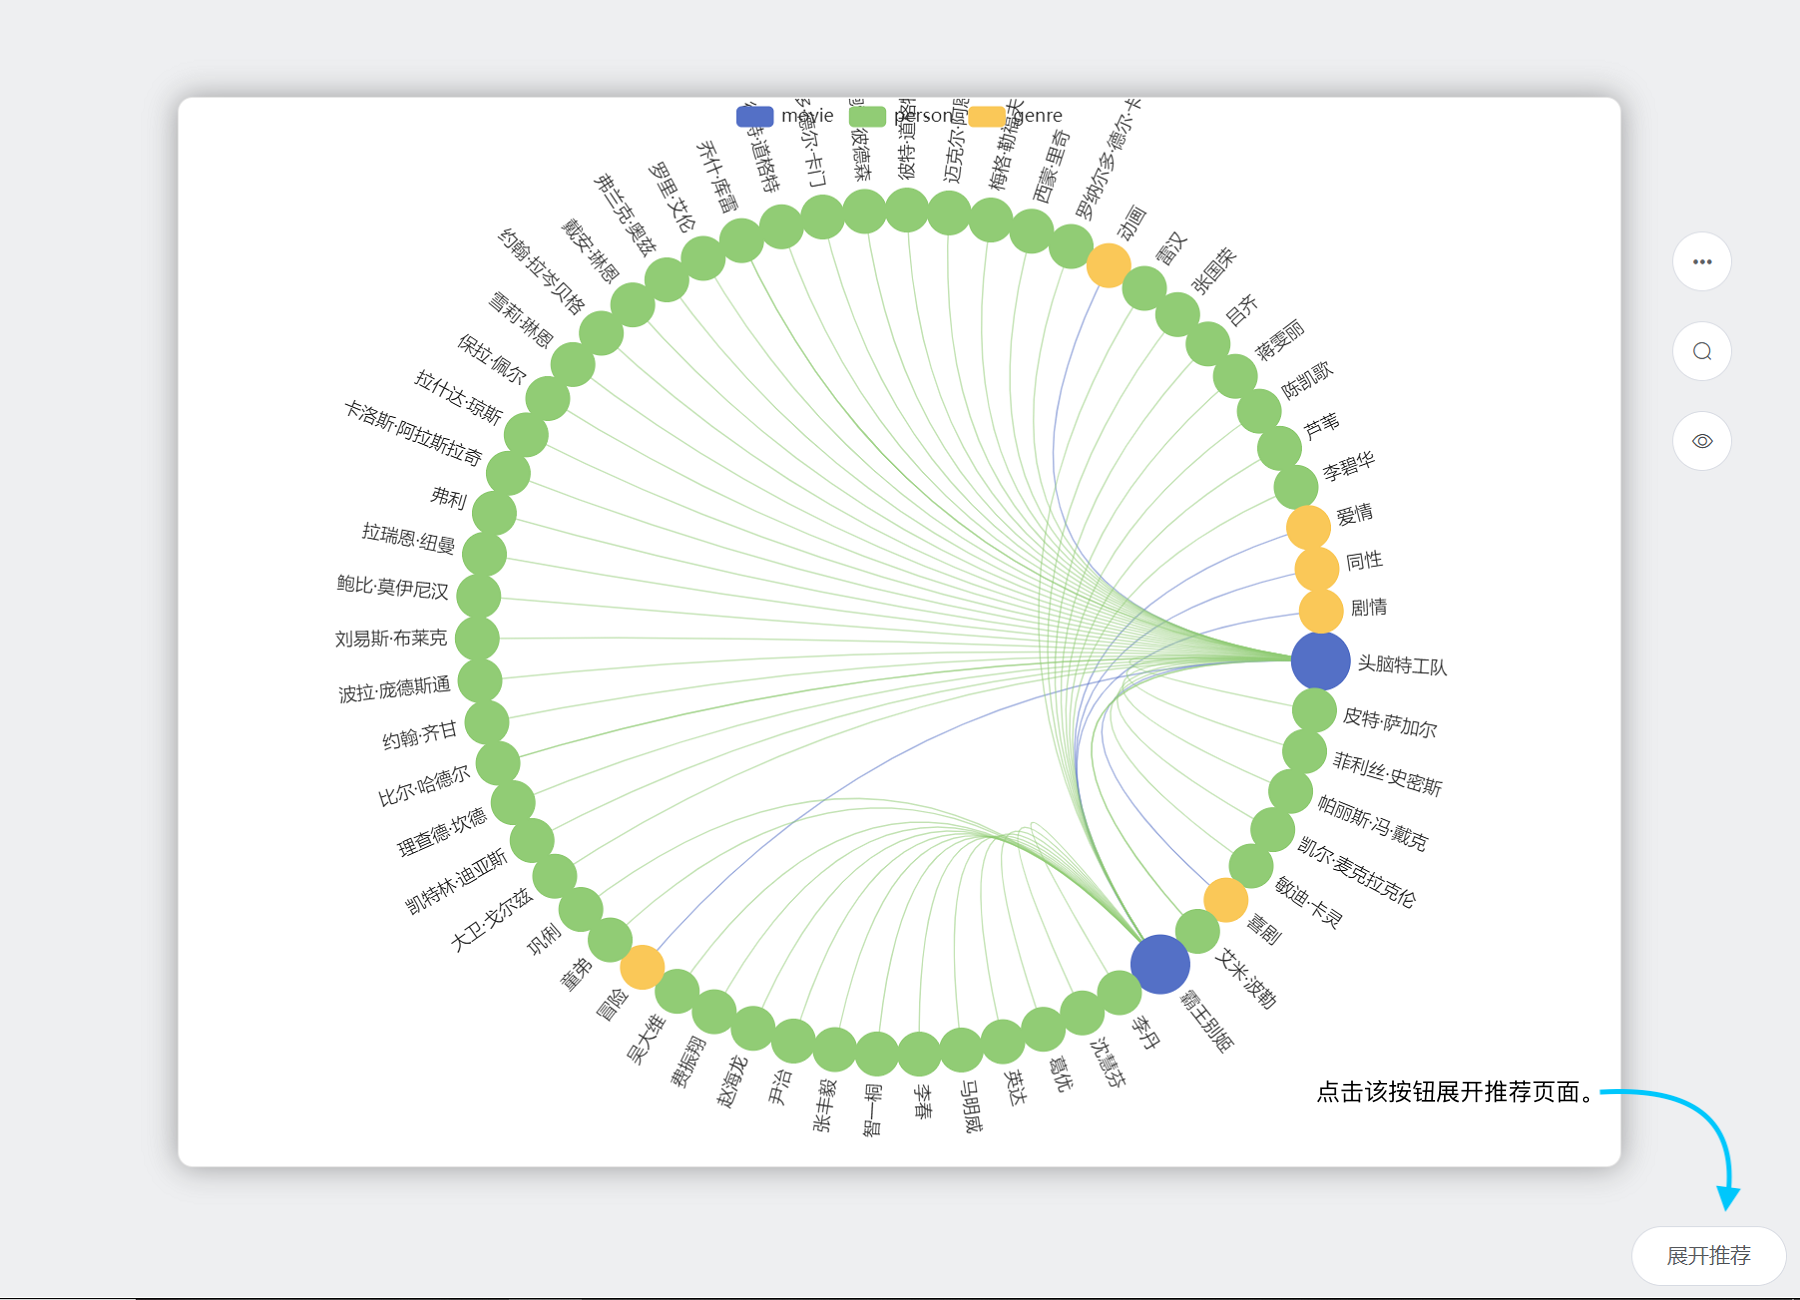 movie
person
genre
乔什·库雷
罗里·艾伦
弗兰克·奥兹
戴安·琳恩
约翰·拉岑贝格
雪莉·琳恩
保拉·佩尔
拉什达·琼斯
卡洛斯·阿拉斯拉奇
弗利
拉瑞恩·纽曼
鲍比·莫伊尼汉
刘易斯·布莱克
波拉·庞德斯通
约翰·齐甘
比尔·哈德尔
理查德·坎德
凯特林·迪亚斯
大卫·戈尔兹
巩俐
童弟
冒险
吴大维
费振翔
赵海龙
尹治
张丰毅
智一桐
李春
马明威
英达
葛优
沈慧芬
李丹
霸王别姬
艾米·波勒
喜剧
敏迪·卡灵
凯尔·麦克拉克伦
帕丽斯·冯·戴克
菲利丝·史密斯
皮特·萨加尔
头脑特工队
剧情
同性
爱情
李碧华
芦苇
陈凯歌
蒋雯丽
吕齐
张国荣
雷汉
动画
罗纳尔多·德尔·卡
西蒙·里奇
梅格·勒福夫
迈克尔·阿
彼特·道格
彼德森
多·德尔·卡门
特·道格特
点击该按钮展开推荐页面。
展开推荐